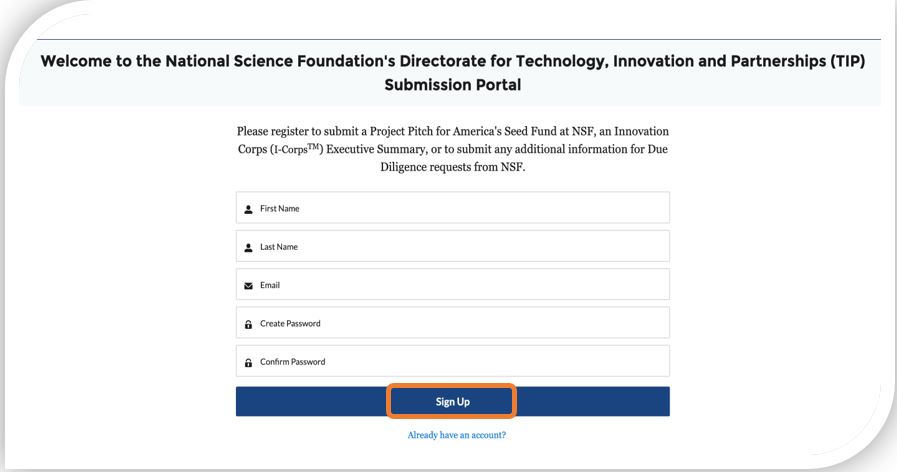 Welcome to the National Science Foundation's Directorate for Technology, Innovation and Partnerships (TIP)
Submission Portal
Please register to submit a Project Pitch for America's Seed Fund at NSF, an Innovation
Corps (I-Corps™) Executive Summary, or to submit any additional information for Due
Diligence requests from NSF.
First Name
Last Name
Email
Create Password
Confirm Password
Sign Up
Already have an account?